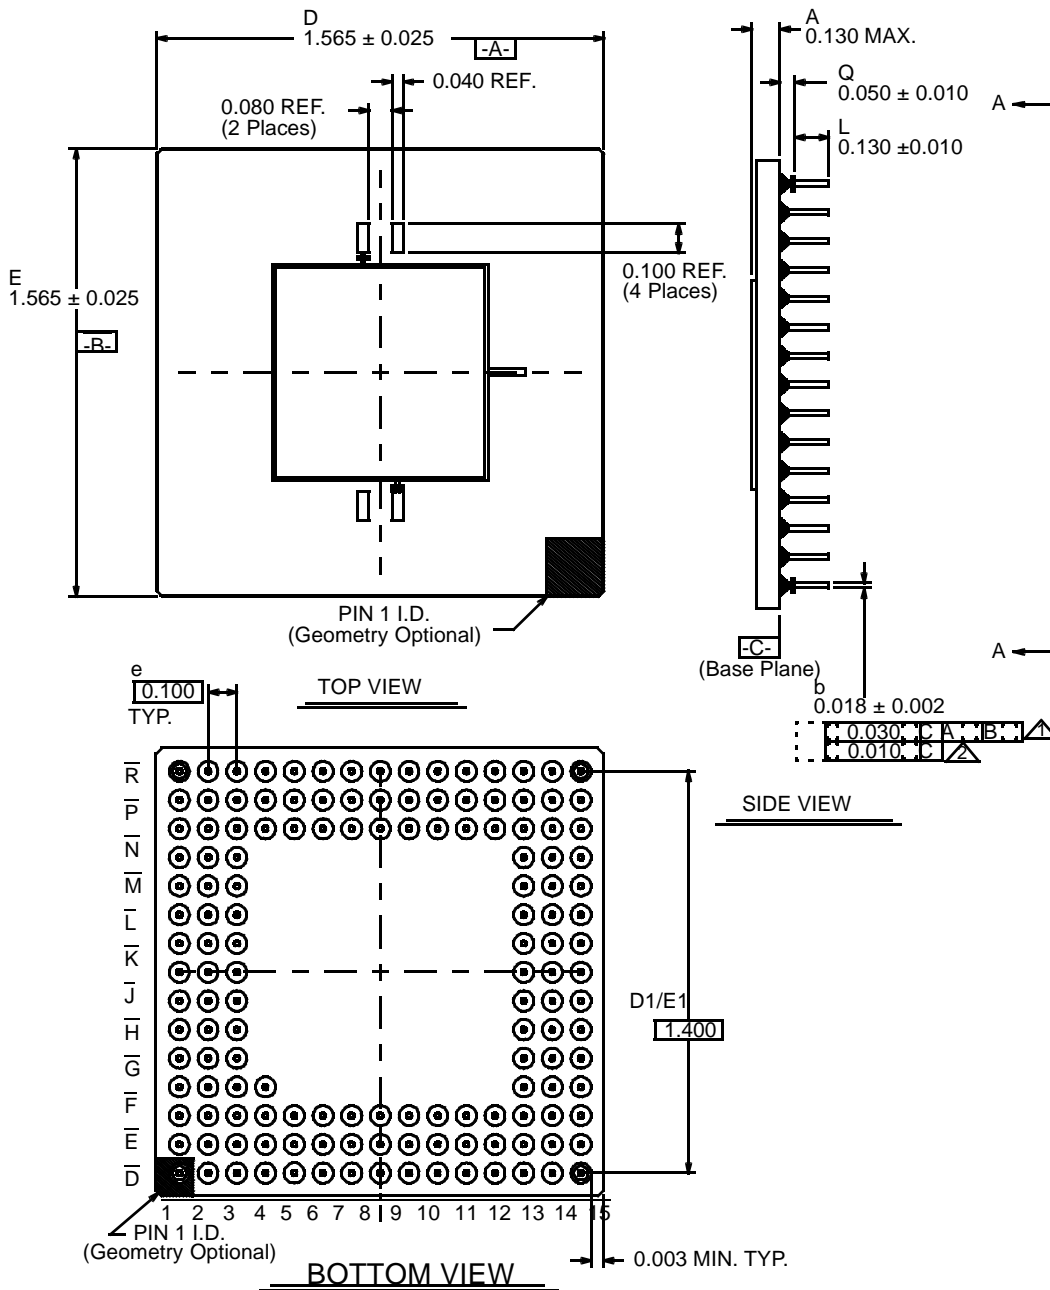 D
1.565 ± 0.025
-A-
0.040 REF.
0.080 REF.
(2 Places)
A
0.130 MAX.
Q
0.050 ± 0.010
A
L
0.130 ±0.010
E
1.565 ± 0.025
-B-
0.100 REF.
(4 Places)
PIN 1 I.D.
(Geometry Optional)
TOP VIEW
-C-
(Base Plane)
A
b
0.018 ± 0.002
0.030 C A B 1
0.010 C 2
SIDE VIEW
e
0.100
TYP.
R
P
N
M
L
K
J
H
G
F
E
D
D1/E1
1.400
1 2 3 4 5 6 7 8 9 10 11 12 13 14 15
PIN 1 I.D.
(Geometry Optional)
0.003 MIN. TYP.
BOTTOM VIEW